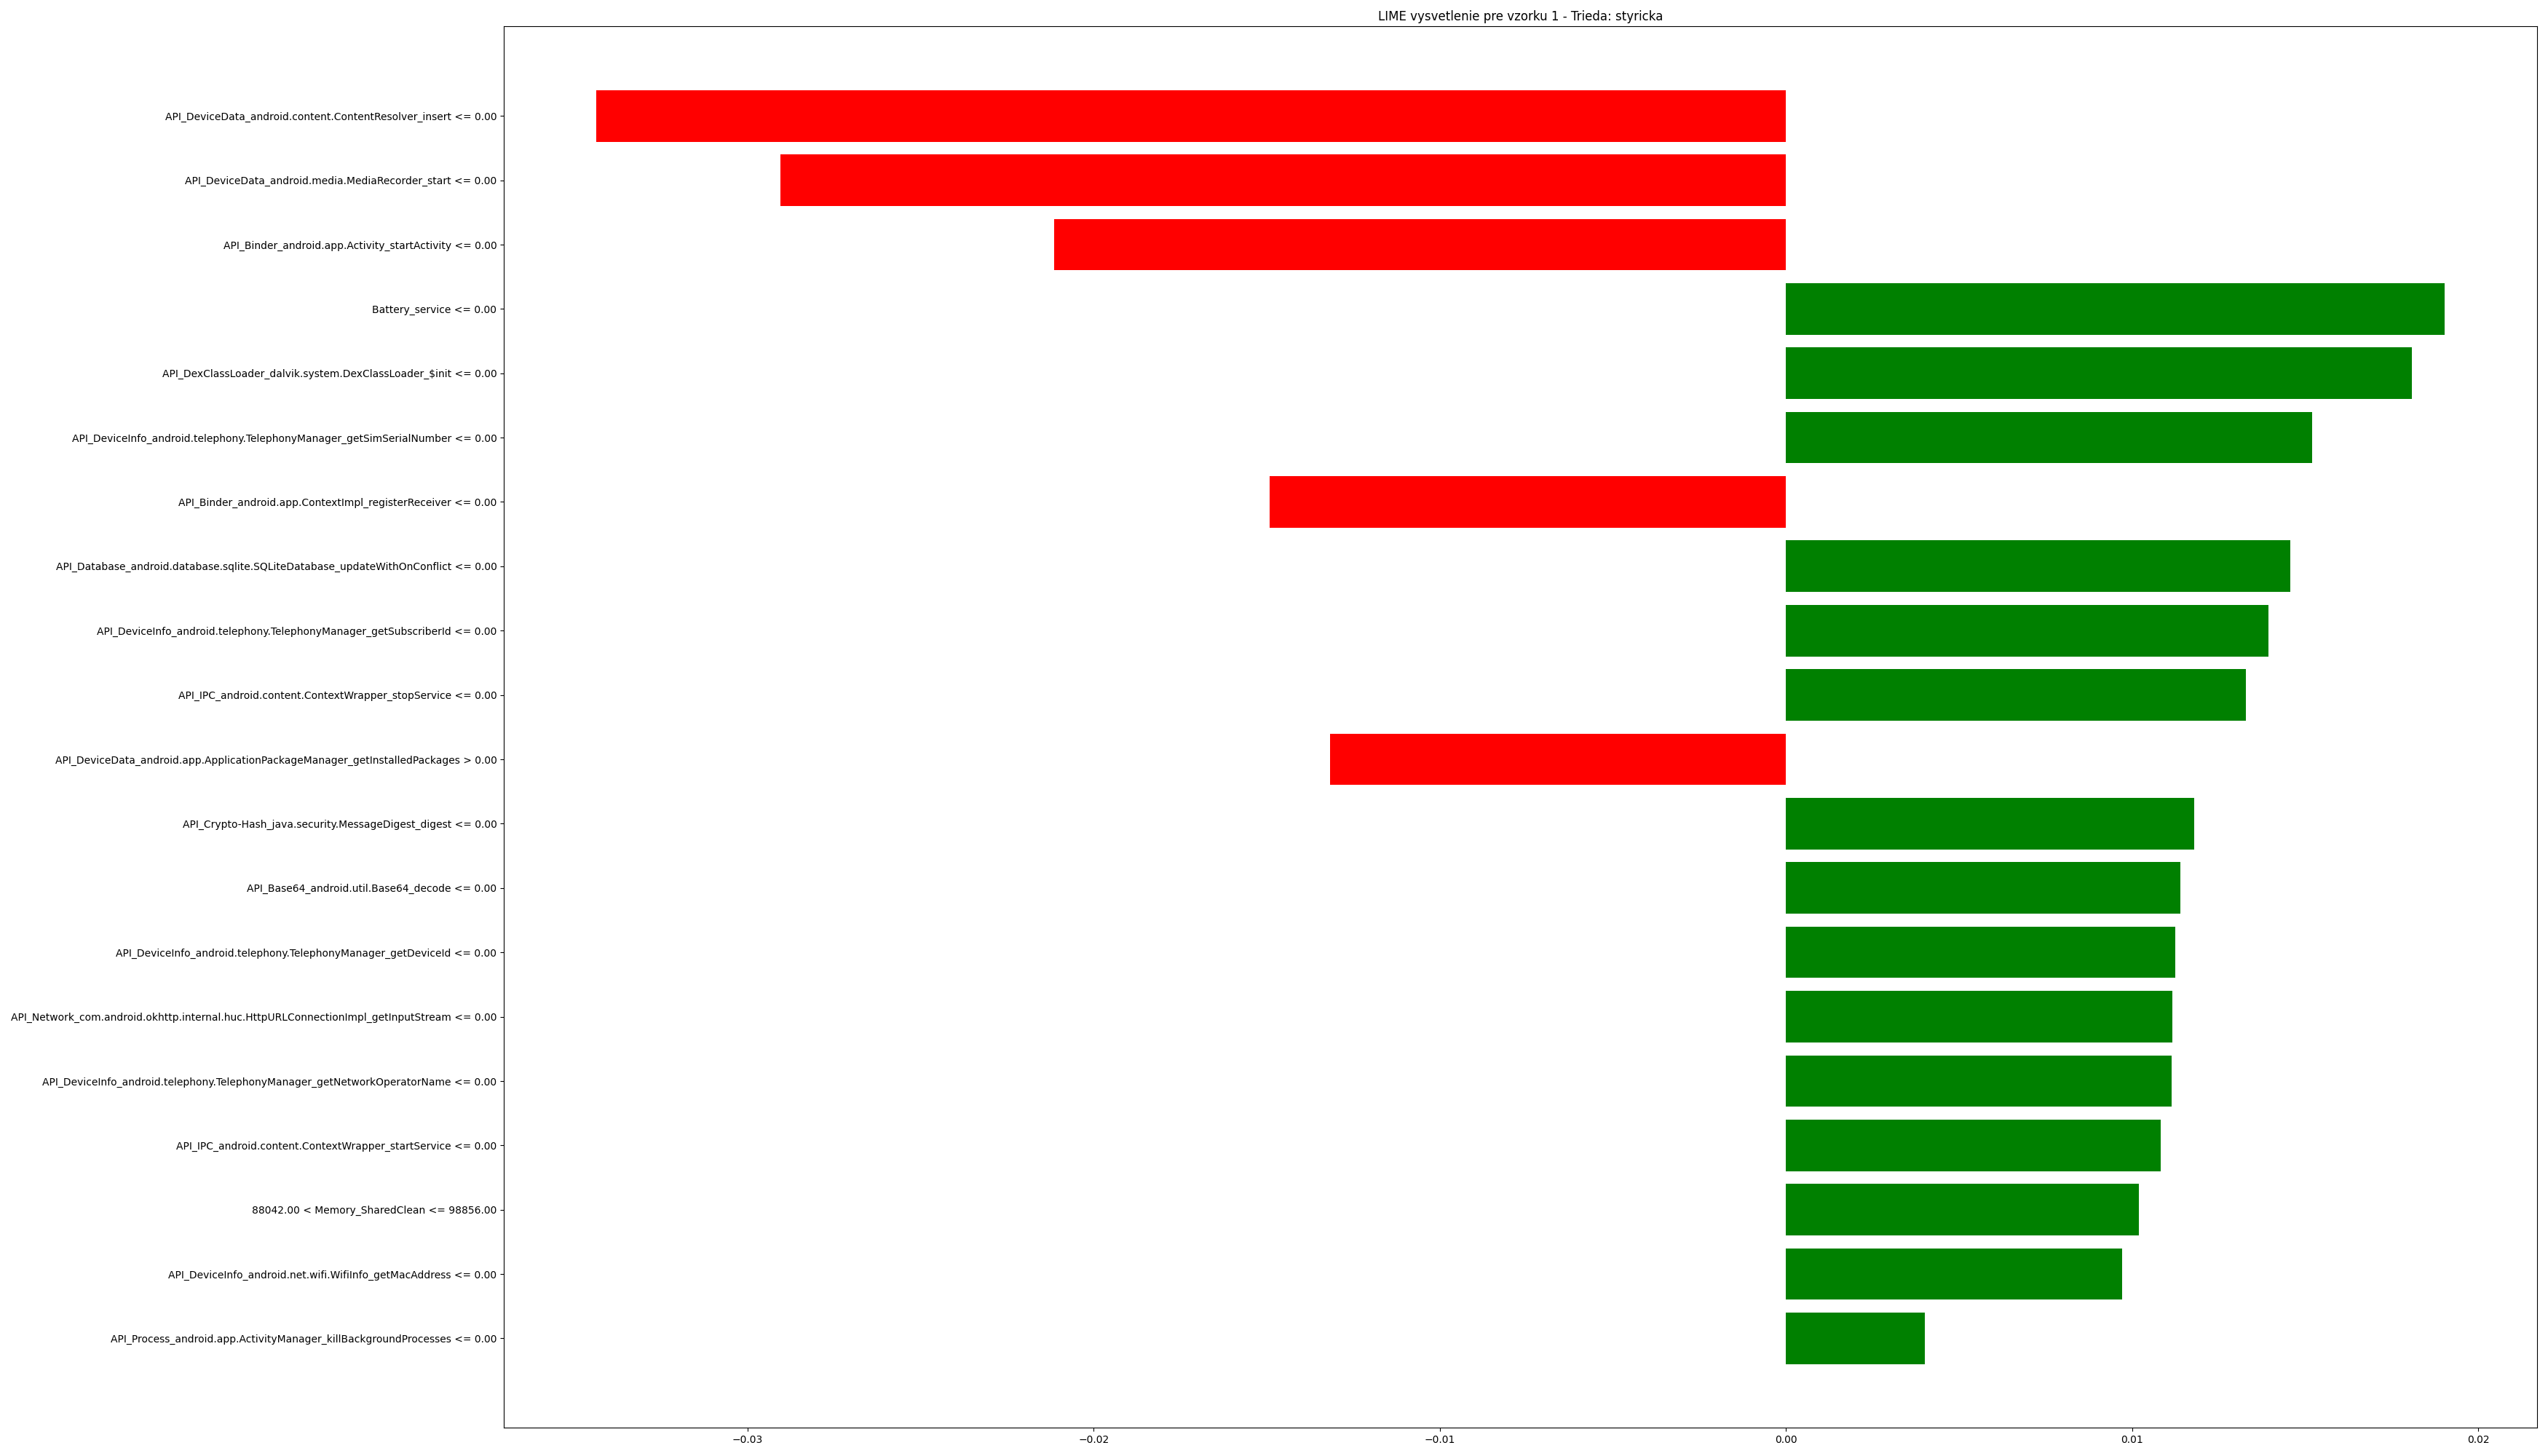 LIME vysvetlenie pre vzorku 1 - Trieda: styricka
API_DeviceData_android.content.ContentResolver_insert <= 0.00
API_DeviceData_android.media.MediaRecorder_start <= 0.00
API_Binder_android.app.Activity_startActivity <= 0.00
Battery_service <= 0.00
API_DexClassLoader_dalvik.system.DexClassLoader_$init <= 0.00
API_DeviceInfo_android.telephony.TelephonyManager_getSimSerialNumber <= 0.00
API_Binder_android.app.ContextImpl_registerReceiver <= 0.00
API_Database_android.database.sqlite.SQLiteDatabase_updateWithOnConflict <= 0.00
API_DeviceInfo_android.telephony.TelephonyManager_getSubscriberId <= 0.00
API_IPC_android.content.ContextWrapper_stopService <= 0.00
API_DeviceData_android.app.ApplicationPackageManager_getInstalledPackages > 0.00
API_Crypto-Hash_java.security.MessageDigest_digest <= 0.00
API_Base64_android.util.Base64_decode <= 0.00
API_DeviceInfo_android.telephony.TelephonyManager_getDeviceId <= 0.00
API_Network_com.android.okhttp.internal.huc.HttpURLConnectionImpl_getInputStream <= 0.00
API_DeviceInfo_android.telephony.TelephonyManager_getNetworkOperatorName <= 0.00
API_IPC_android.content.ContextWrapper_startService <= 0.00
88042.00 < Memory_SharedClean <= 98856.00
API_DeviceInfo_android.net.wifi.WifiInfo_getMacAddress <= 0.00
API_Process_android.app.ActivityManager_killBackgroundProcesses <= 0.00
−0.03 −0.02 −0.01 0.00 0.01 0.02